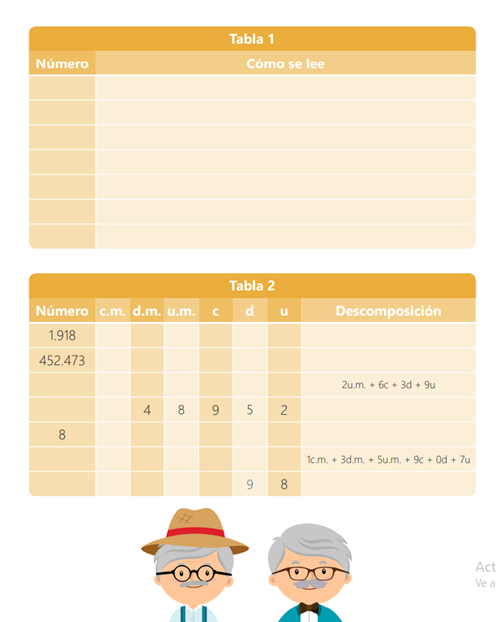 Tabla 1
Número Cómo se lee
Tabla 2
Número c.m. d.m. u.m. c d u Descomposición
1.918
452.473
2u.m. + 6c + 3d + 9u
4 8 9 5 2
8
1c.m. + 3d.m. + 5u.m. + 9c + 0d + 7u
9 8
Act
Ve a